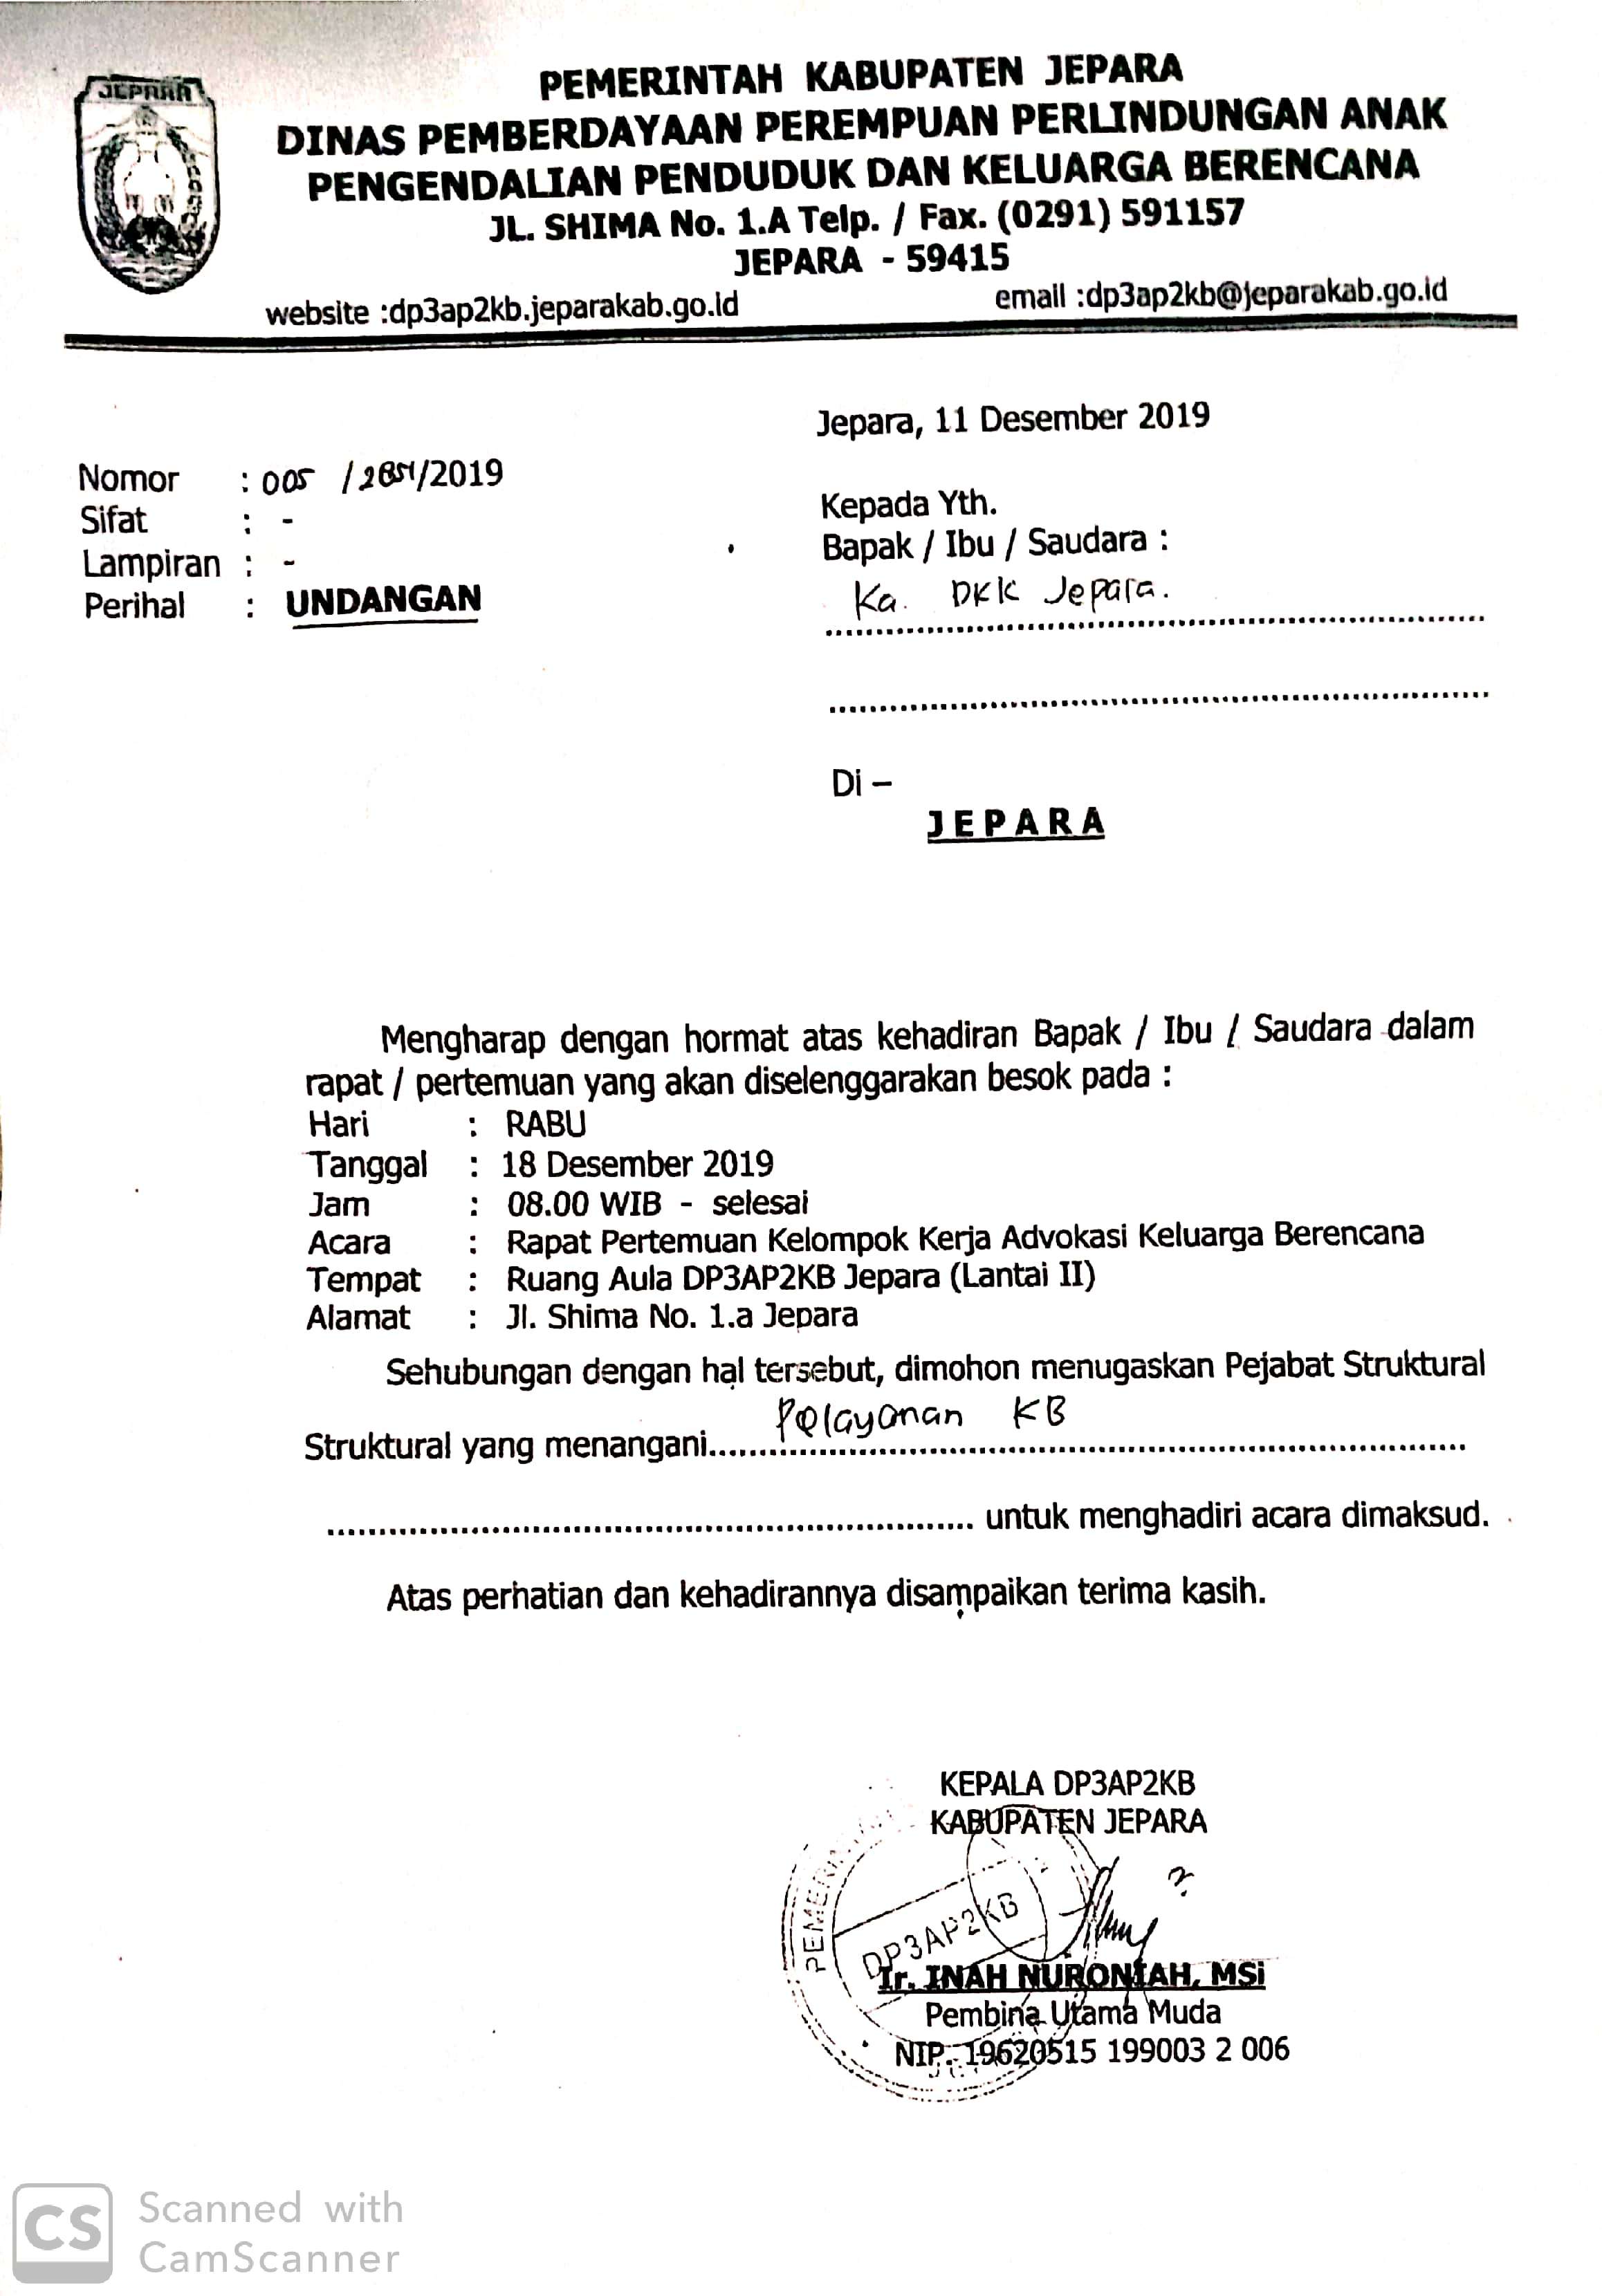 JEPARA
PEMERINTAH KABUPATEN JEPARA
DINAS PEMBERDAYAAN PEREMPUAN PERLINDUNGAN ANAK
PENGENDALIAN PENDUDUK DAN KELUARGA BERENCANA
JL. SHIMA No. 1.A Telp. / Fax. (0291) 591157
JEPARA - 59415
website :dp3ap2kb.jeparakab.go.id email :dp3ap2kb@jeparakab.go.id
Jepara, 11 Desember 2019
Nomor : 005 / /2019
Sifat : -
Lampiran : -
Perihal : UNDANGAN
Kepada Yth.
Bapak / Ibu / Saudara :
Ka. DKK Jepara.
Di –
JEPARA
Mengharap dengan hormat atas kehadiran Bapak / Ibu / Saudara dalam
rapat / pertemuan yang akan diselenggarakan besok pada :
Hari : RABU
Tanggal : 18 Desember 2019
Jam : 08.00 WIB - selesai
Acara : Rapat Pertemuan Kelompok Kerja Advokasi Keluarga Berencana
Tempat : Ruang Aula DP3AP2KB Jepara (Lantai II)
Alamat : Jl. Shima No. 1.a Jepara
Sehubungan dengan hal tersebut, dimohon menugaskan Pejabat Struktural
Struktural yang menangani...... Pelayanan KB
...... untuk menghadiri acara dimaksud.
Atas perhatian dan kehadirannya disampaikan terima kasih.
KEPALA DP3AP2KB
KABUPATEN JEPARA
DP3AP2KB
Ir. INAH NURONIAH, MSi
Pembina Utama Muda
NIP. 19620515 199003 2 006
CS Scanned with
CamScanner